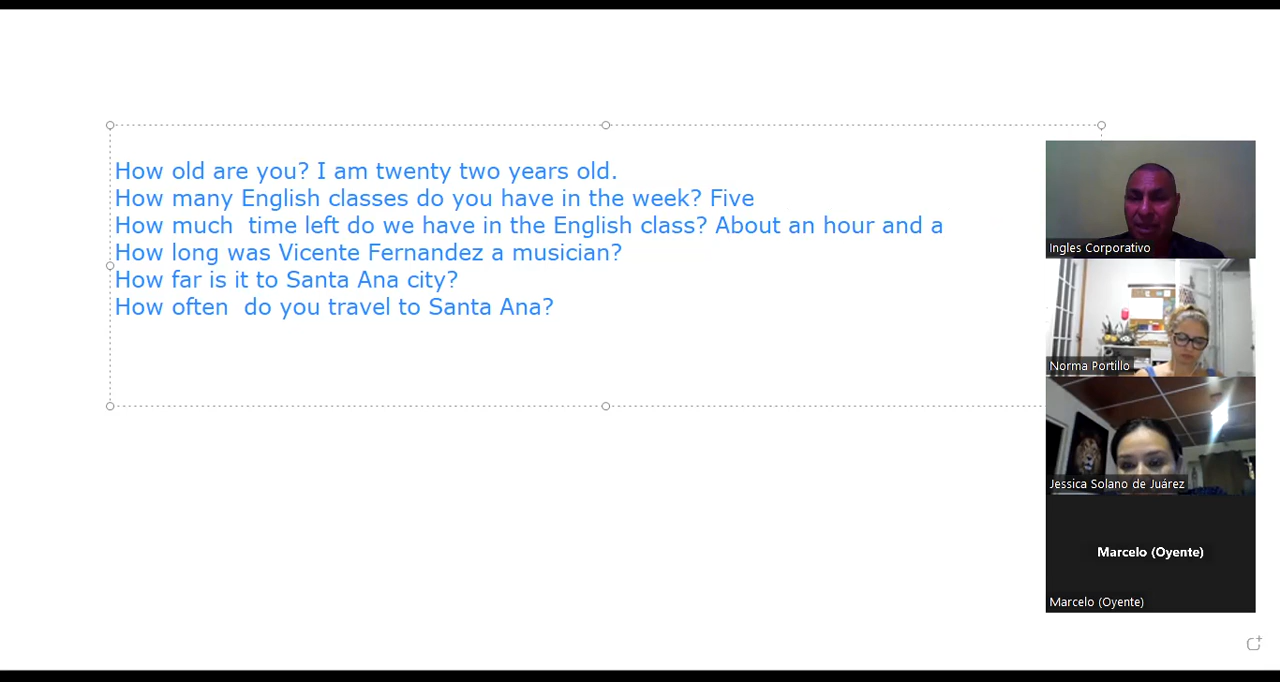 How old are you? I am twenty two years old.
How many English classes do you have in the week? Five
How much  time left do we have in the English class? About an hour and a
How long was Vicente Fernandez a musician?
How far is it to Santa Ana city?
How often  do you travel to Santa Ana?
Ingles Corporativo
Norma Portillo
Jessica Solano de Juárez
Marcelo (Oyente)
Marcelo (Oyente)